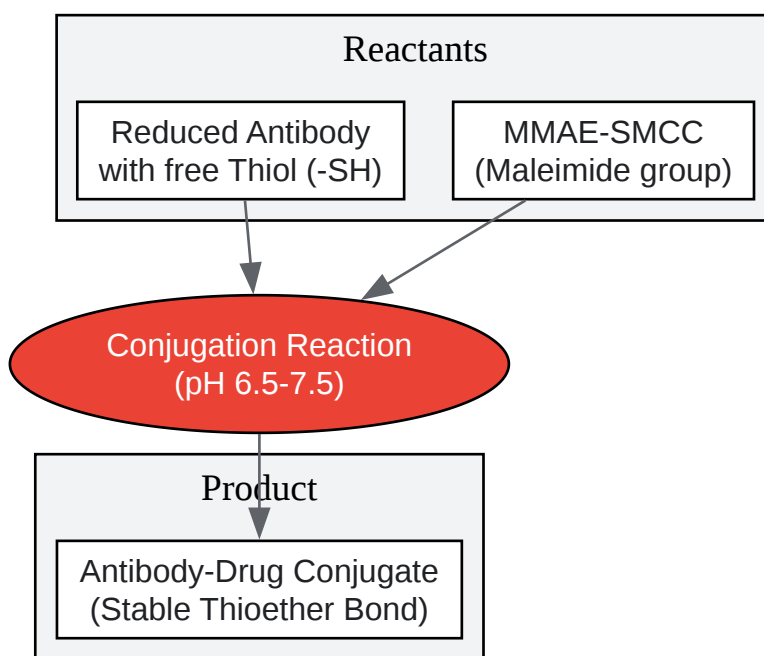 Reactants
Reduced Antibody
with free Thiol (-SH)
MMAE-SMCC
(Maleimide group)
Conjugation Reaction
(pH 6.5-7.5)
Product
Antibody-Drug Conjugate
(Stable Thioether Bond)